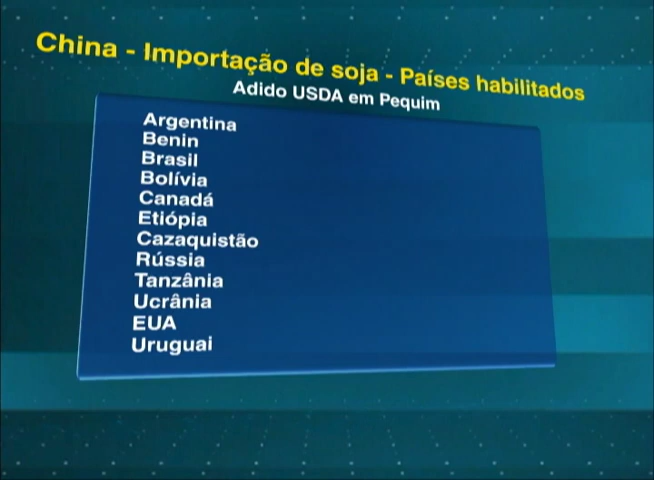 China - Importação de soja - Países habilitados
Adido USDA em Pequim
Argentina
Benin
Brasil
Bolívia
Canadá
Etiópia
Cazaquistão
Rússia
Tanzânia
Ucrânia
EUA
Uruguai